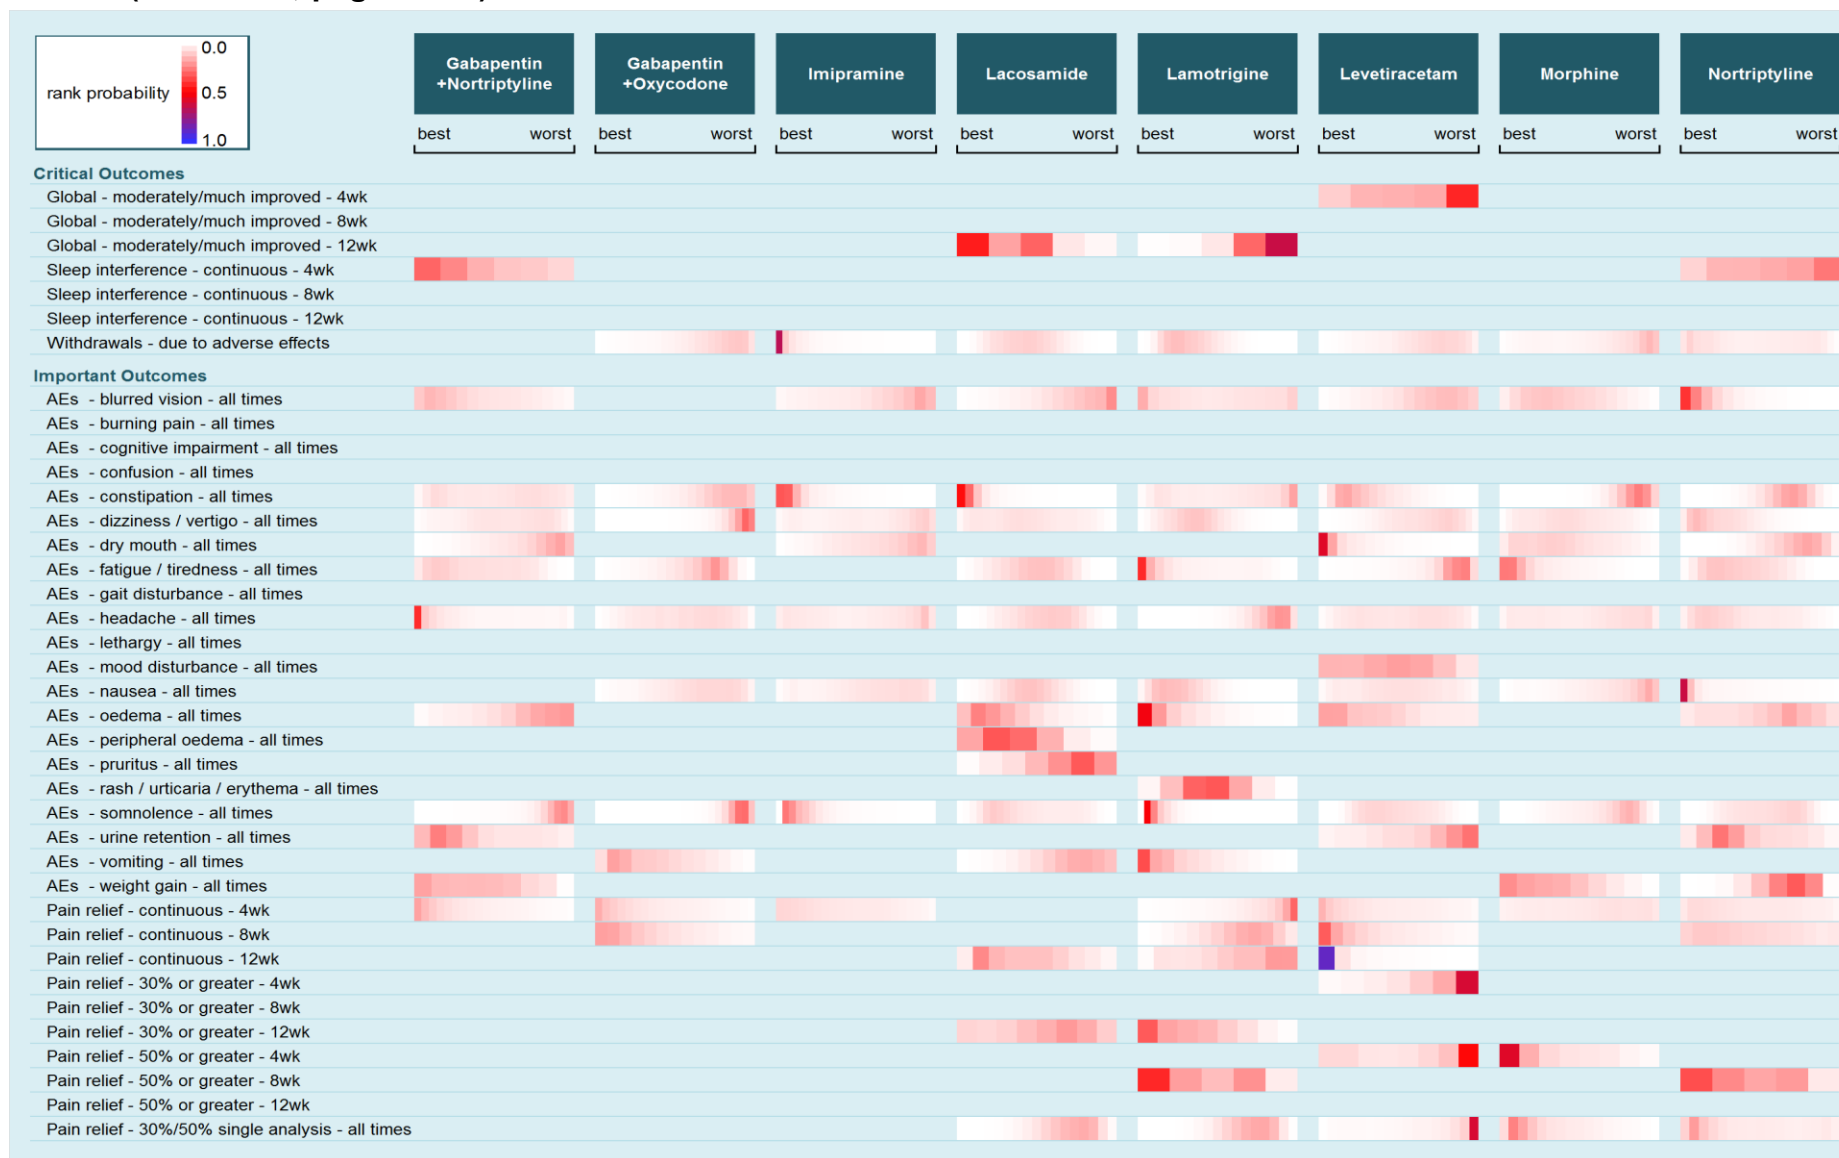 rank probability
0.0
0.5
1.0
Gabapentin
+Nortriptyline
Gabapentin
+Oxycodone
Imipramine
Lacosamide
Lamotrigine
Levetiracetam
Morphine
Nortriptyline
best worst best worst best worst best worst best worst best worst best worst best worst
Critical Outcomes
Global - moderately/much improved - 4wk
Global - moderately/much improved - 8wk
Global - moderately/much improved - 12wk
Sleep interference - continuous - 4wk
Sleep interference - continuous - 8wk
Sleep interference - continuous - 12wk
Withdrawals - due to adverse effects
Important Outcomes
AEs - blurred vision - all times
AEs - burning pain - all times
AEs - cognitive impairment - all times
AEs - confusion - all times
AEs - constipation - all times
AEs - dizziness / vertigo - all times
AEs - dry mouth - all times
AEs - fatigue / tiredness - all times
AEs - gait disturbance - all times
AEs - headache - all times
AEs - lethargy - all times
AEs - mood disturbance - all times
AEs - nausea - all times
AEs - oedema - all times
AEs - peripheral oedema - all times
AEs - pruritus - all times
AEs - rash / urticaria / erythema - all times
AEs - somnolence - all times
AEs - urine retention - all times
AEs - vomiting - all times
AEs - weight gain - all times
Pain relief - continuous - 4wk
Pain relief - continuous - 8wk
Pain relief - continuous - 12wk
Pain relief - 30% or greater - 4wk
Pain relief - 30% or greater - 8wk
Pain relief - 30% or greater - 12wk
Pain relief - 50% or greater - 4wk
Pain relief - 50% or greater - 8wk
Pain relief - 50% or greater - 12wk
Pain relief - 30%/50% single analysis - all times